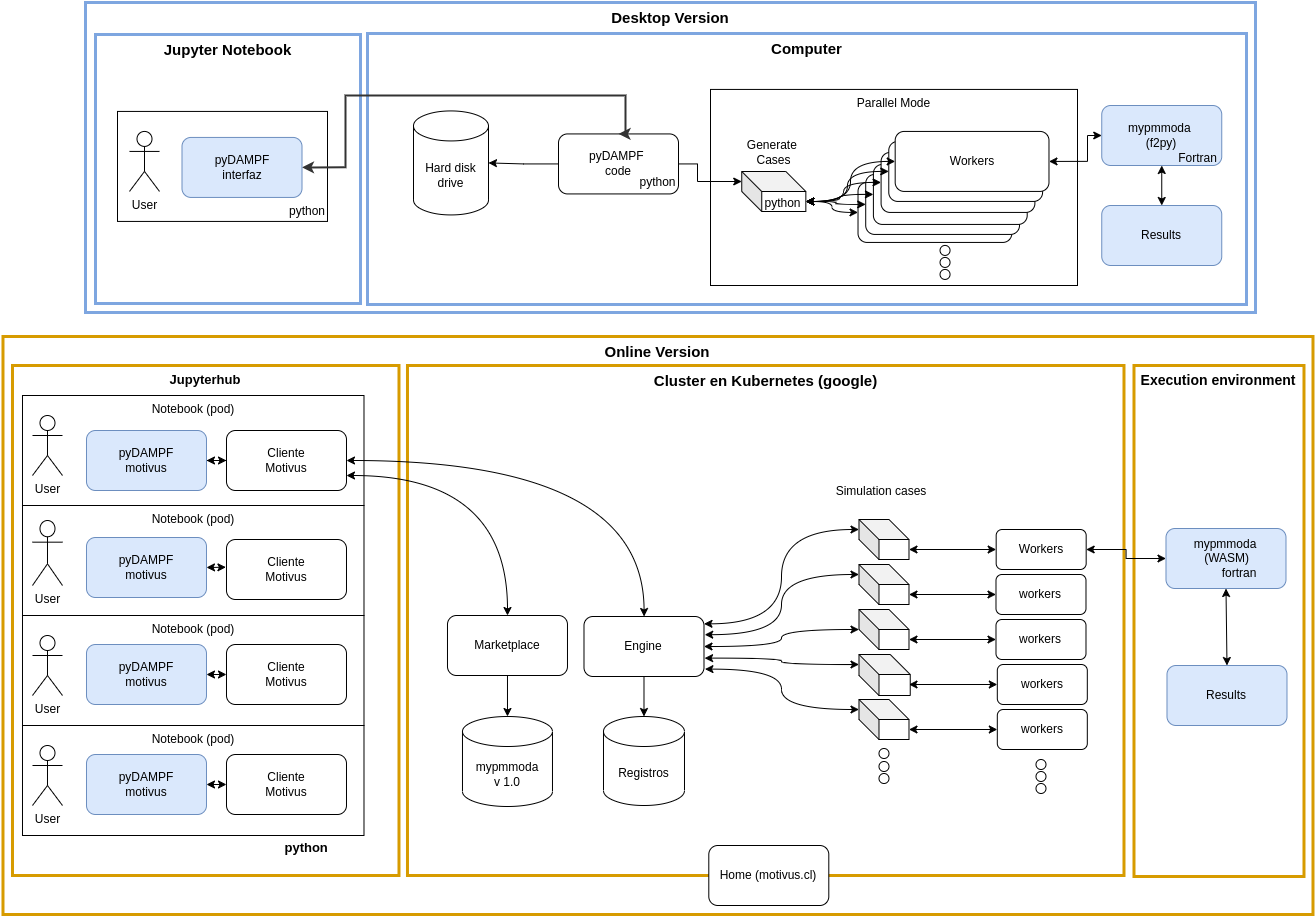 Desktop Version
Jupyter Notebook
User
pyDAMPF
interfaz
python
Computer
Hard disk
drive
pyDAMPF
code
python
Parallel Mode
Generate
Cases
python
Workers
mypmmoda
(f2py)
Fortran
Results
Online Version
Jupyterhub
Notebook (pod)
User
pyDAMPF
motivus
Cliente
Motivus
Notebook (pod)
User
pyDAMPF
motivus
Cliente
Motivus
Notebook (pod)
User
pyDAMPF
motivus
Cliente
Motivus
Notebook (pod)
User
pyDAMPF
motivus
Cliente
Motivus
python
Cluster en Kubernetes (google)
Marketplace
Engine
mypmmoda
v 1.0
Registros
Simulation cases
Workers
workers
workers
workers
workers
Home (motivus.cl)
Execution environment
mypmmoda
(WASM)
fortran
Results